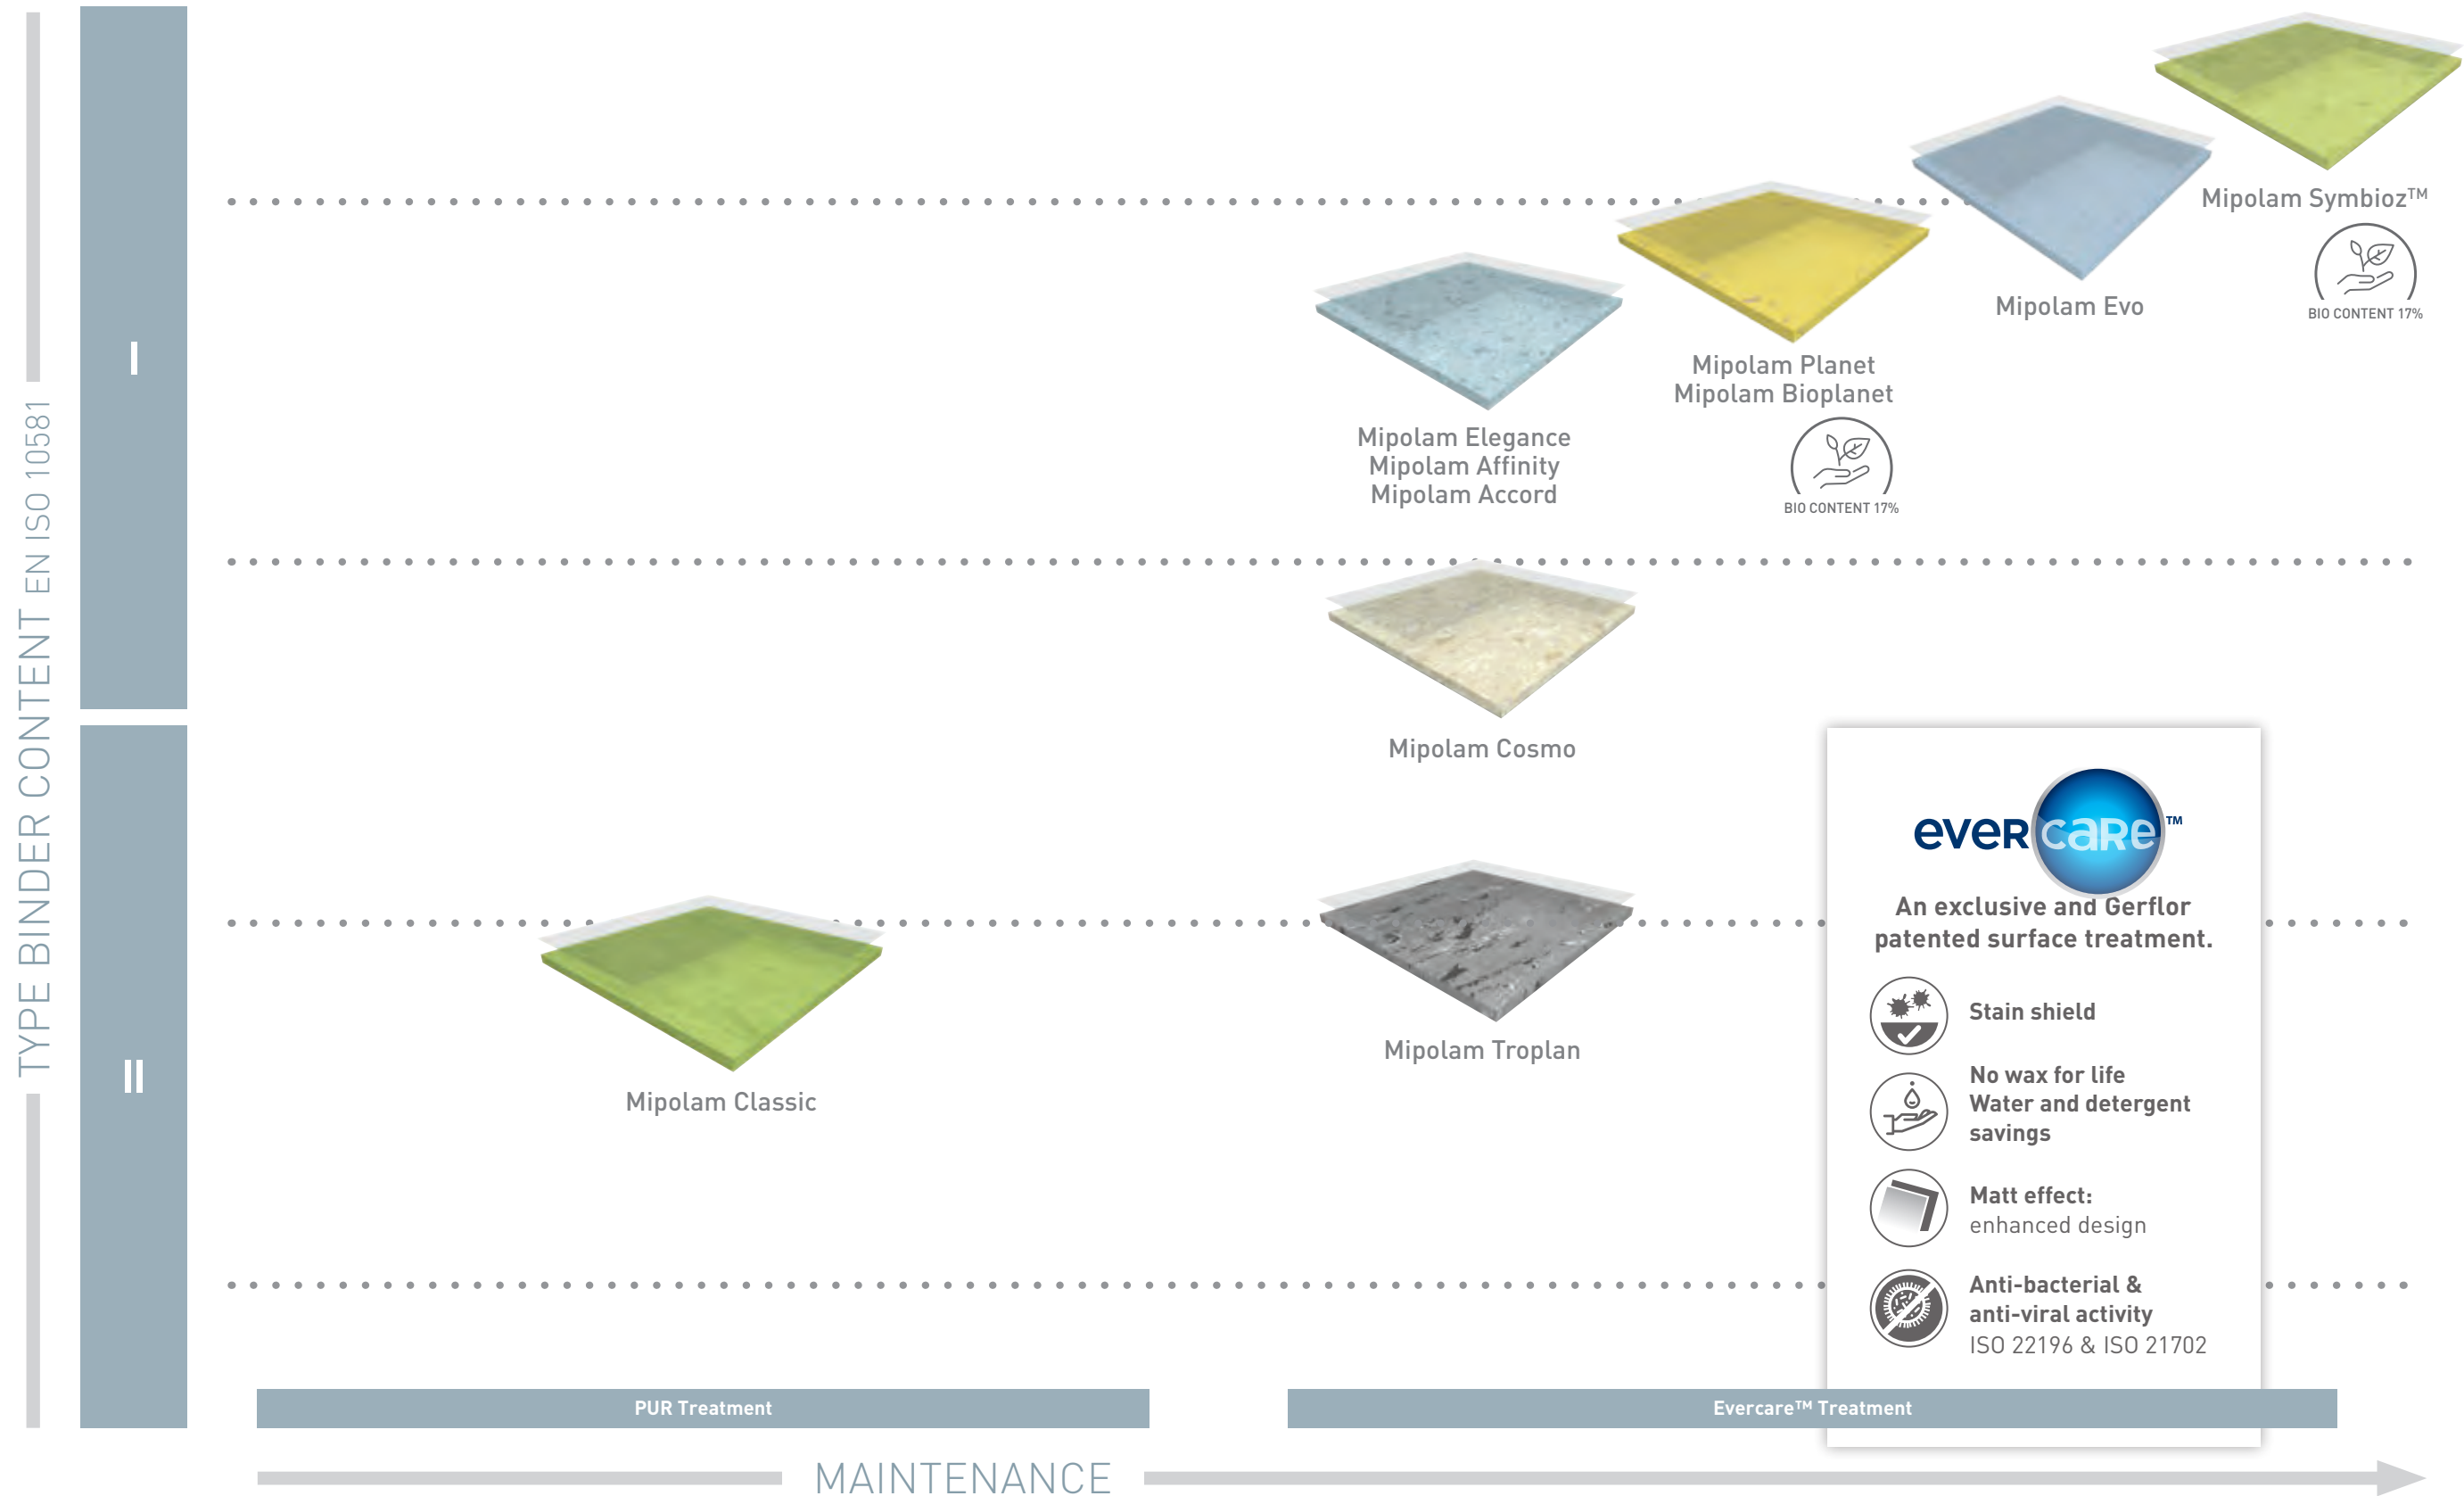 TYPE BINDER CONTENT EN ISO 10581
I
II
Mipolam Symbioz™
BIO CONTENT 17%
Mipolam Evo
Mipolam Planet
Mipolam Bioplanet
BIO CONTENT 17%
Mipolam Elegance
Mipolam Affinity
Mipolam Accord
Mipolam Cosmo
Mipolam Troplan
Mipolam Classic
evercare™
An exclusive and Gerflor
patented surface treatment.
Stain shield
No wax for life
Water and detergent
savings
Matt effect:
enhanced design
Anti-bacterial &
anti-viral activity
ISO 22196 & ISO 21702
PUR Treatment
Evercare™ Treatment
MAINTENANCE